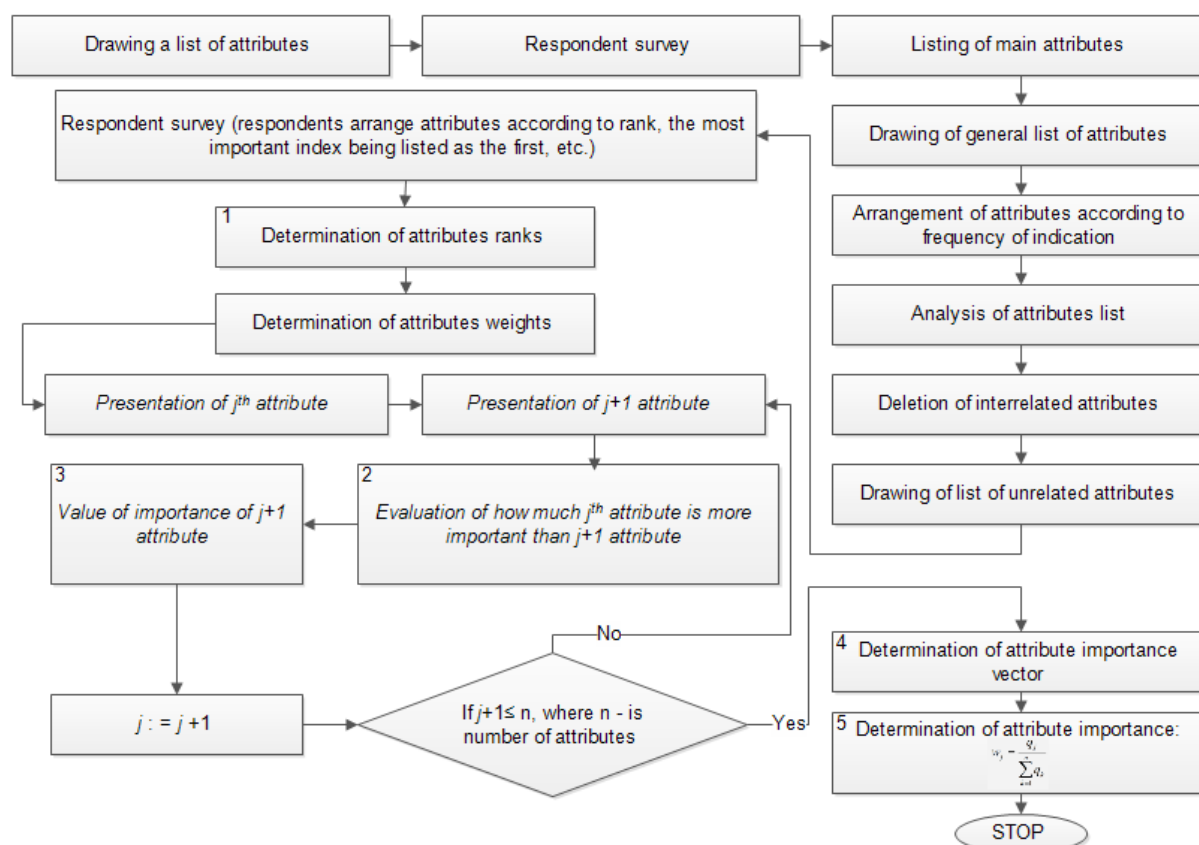 Drawing a list of attributes
Respondent survey
Listing of main attributes
Drawing of general list of attributes
Arrangement of attributes according to
frequency of indication
Analysis of attributes list
Deletion of interrelated attributes
Drawing of list of unrelated attributes
Respondent survey (respondents arrange attributes according to rank, the most
important index being listed as the first, etc.)
1
Determination of attributes ranks
Determination of attributes weights
Presentation of jth attribute
Presentation of j+1 attribute
2
Evaluation of how much jth attribute is more
important than j+1 attribute
3
Value of importance of j+1
attribute
j : = j +1
If j+1≤ n, where n - is
number of attributes
No
Yes
4
Determination of attribute importance
vector
5
Determination of attribute importance:
STOP